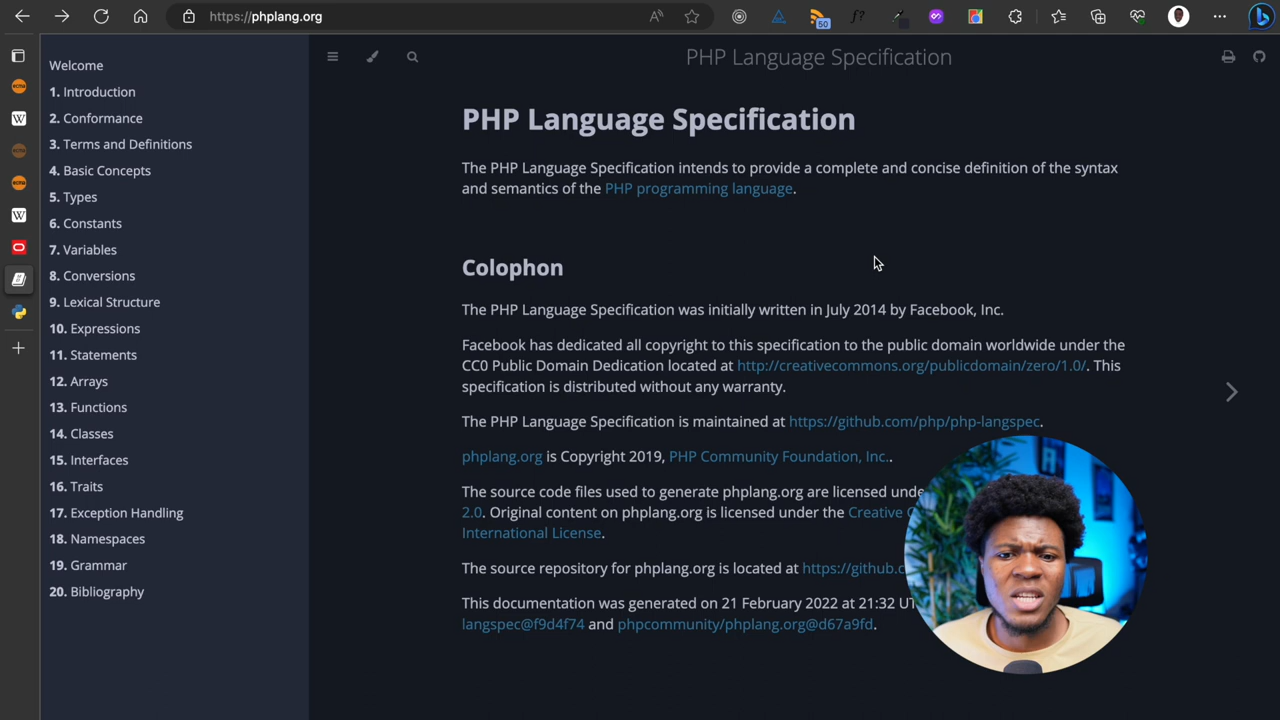 https://phplang.org
50
Welcome
1. Introduction
2. Conformance
3. Terms and Definitions
4. Basic Concepts
5. Types
6. Constants
7. Variables
8. Conversions
9. Lexical Structure
10. Expressions
11. Statements
12. Arrays
13. Functions
14. Classes
15. Interfaces
16. Traits
17. Exception Handling
18. Namespaces
19. Grammar
20. Bibliography
PHP Language Specification
PHP Language Specification
The PHP Language Specification intends to provide a complete and concise definition of the syntax
and semantics of the PHP programming language.
Colophon
The PHP Language Specification was initially written in July 2014 by Facebook, Inc.
Facebook has dedicated all copyright to this specification to the public domain worldwide under the
CC0 Public Domain Dedication located at http://creativecommons.org/publicdomain/zero/1.0/. This
specification is distributed without any warranty.
The PHP Language Specification is maintained at https://github.com/php/php-langspec.
phplang.org is Copyright 2019, PHP Community Foundation, Inc..
The source code files used to generate phplang.org are licensed unde
2.0. Original content on phplang.org is licensed under the Creative C
International License.
The source repository for phplang.org is located at https://github.c
This documentation was generated on 21 February 2022 at 21:32 UT
langspec@f9d4f74 and phpcommunity/phplang.org@d67a9fd.